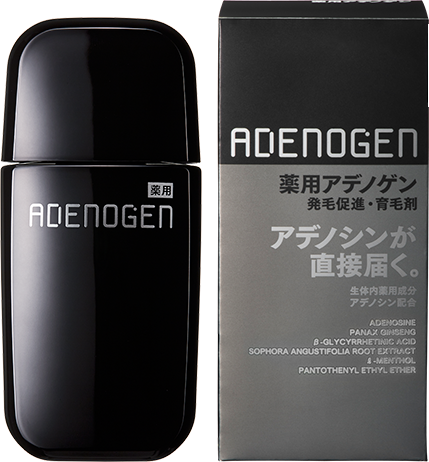 薬用
ADENOGEN
ADENOGEN
薬用アデノゲン
発毛促進・育毛剤
アデノシンが
直接届く。
生体内薬用成分
アデノシン配合
ADENOSINE
PANAX GINSENG
β-GLYCYRRHETINIC ACID
SOPHORA ANGUSTIFOLIA ROOT EXTRACT
ℓ-MENTHOL
PANTOTHENYL ETHYL ETHER